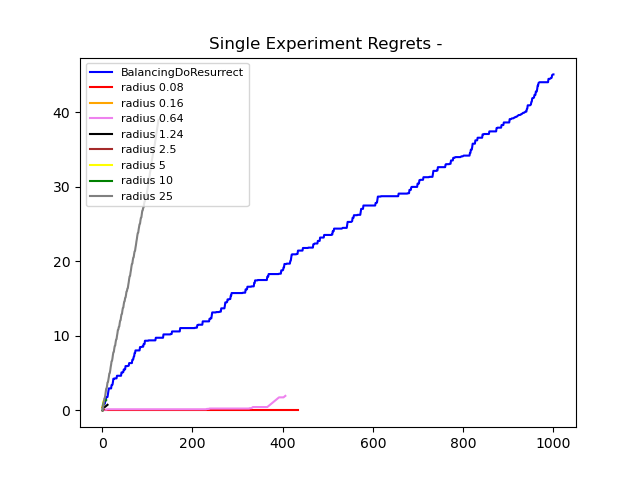 Single Experiment Regrets -
BalancingDoResurrect
radius 0.08
radius 0.16
radius 0.64
radius 1.24
radius 2.5
radius 5
radius 10
radius 25
40
30
20
10
0
0 200 400 600 800 1000